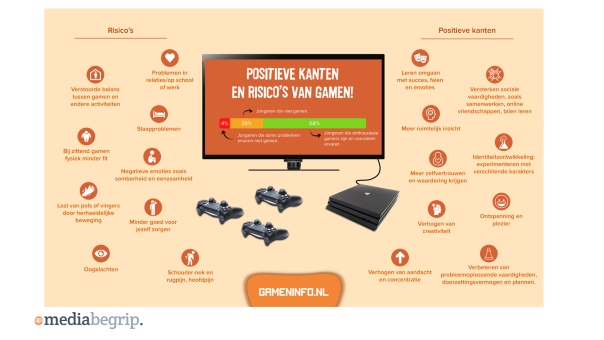 Risico's
Positieve kanten
Problemen in
relaties/op school
of werk
Verstoorde balans
tussen gamen en
andere activiteiten
Slaapproblemen
Bij zittend gamen
fysiek minder fit
Negatieve emoties zoals
somberheid en eenzaamheid
Last van pols of vingers
door herhaaldelijke
beweging
Minder goed voor
jezelf zorgen
Oogklachten
Schouder-nek en
rugpijn, hoofdpijn
POSITIEVE KANTEN
EN RISICO'S VAN GAMEN!
Jongeren die niet gamen
4%
28%
68%
Jongeren die soms problemen
ervaren met gamen
Jongeren die enthousiaste
gamers zijn en voordelen
ervaren
GAMENINFO.NL
Leren omgaan
met succes, falen
en emoties
Versterken sociale
vaardigheden, zoals
samenwerken, online
vriendschappen, talen leren
Meer ruimtelijk inzicht
Identiteitsontwikkeling:
experimenteren met
verschillende karakters
Meer zelfvertrouwen
en waardering krijgen
Ontspanning en
plezier
Verhogen van
creativiteit
Verhogen van aandacht
en concentratie
Verbeteren van
probleemoplossende vaardigheden,
doorzettingsvermogen en plannen.
mediabegrip.